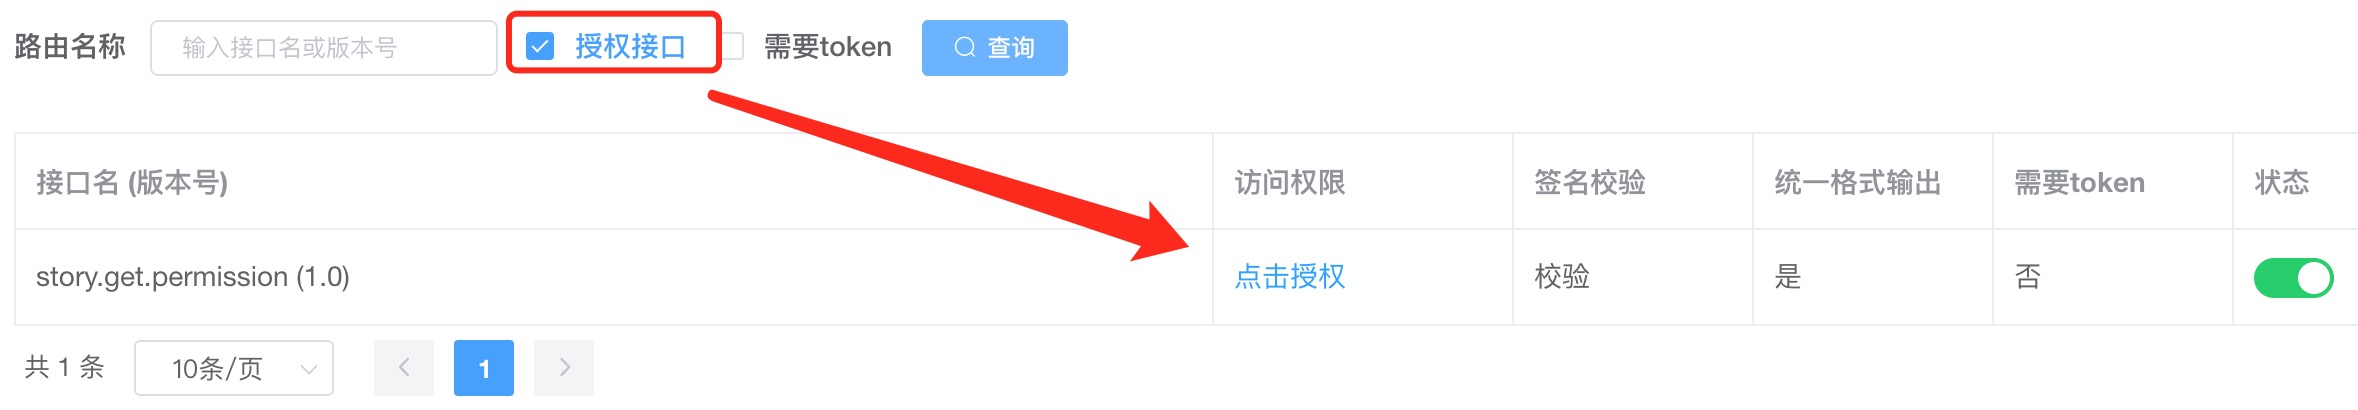 路由名称 输入接口名或版本号 授权接口 需要token 查询
接口名 (版本号) 访问权限 签名校验 统一格式输出 需要token 状态
story.get.permission (1.0) 点击授权 校验 是 否
共 1 条 10条/页 1